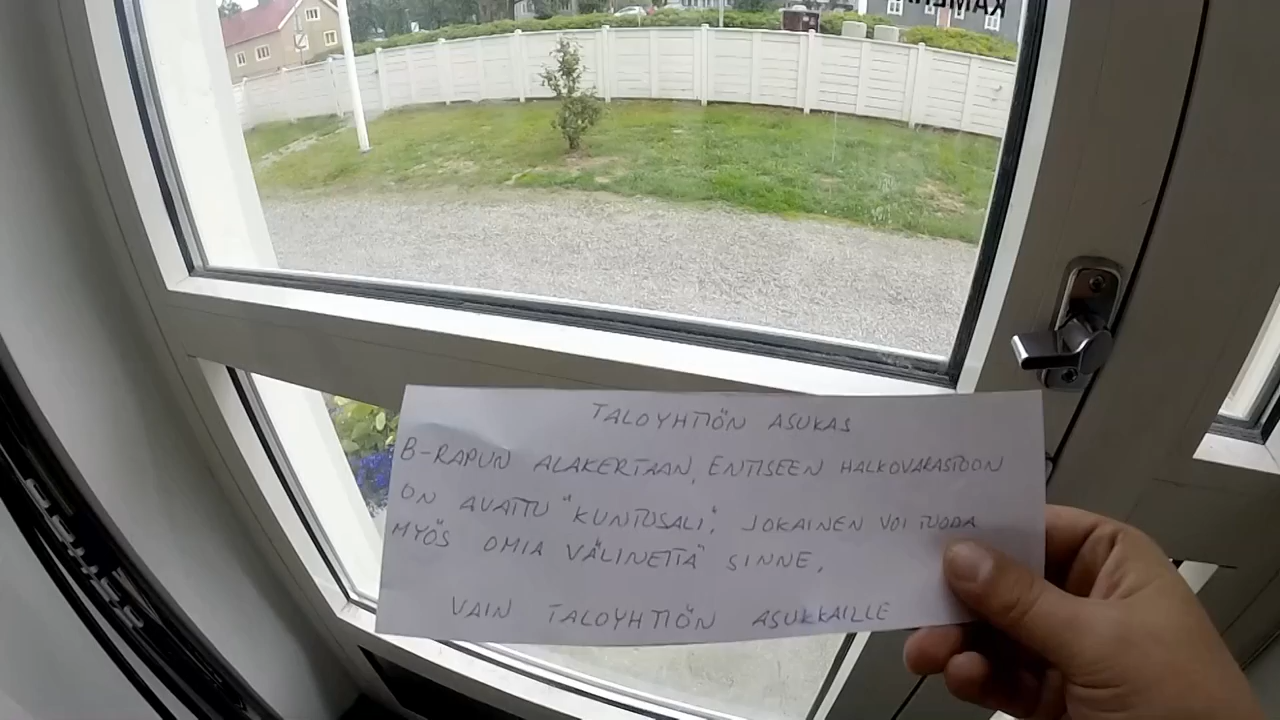 KAMERA
TALOYHTIÖN ASUKAS
B-RAPUN ALAKERTAAN, ENTISEEN HALKOVARASTOON
ON AVATTU "KUNTOSALI". JOKAINEN VOI TUODA
MYÖS OMIA VÄLINEITÄ SINNE.
VAIN TALOYHTIÖN ASUKKAILLE